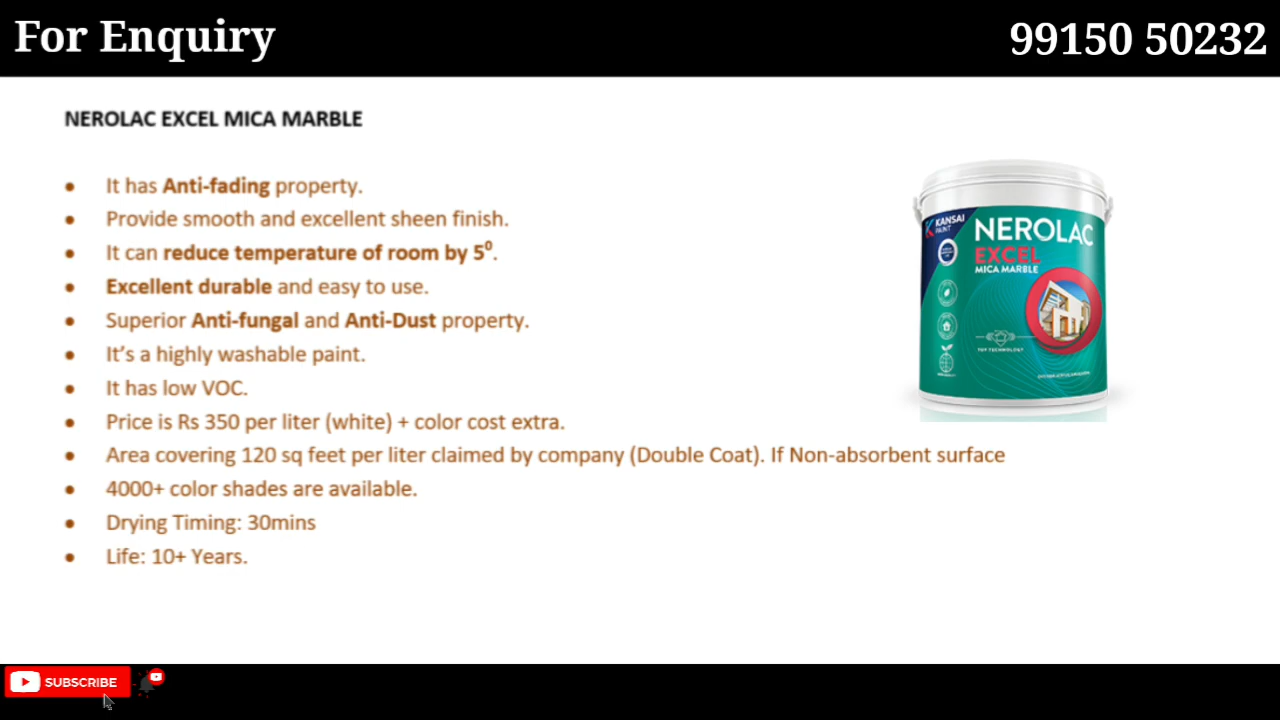 For Enquiry
99150 50232
NEROLAC EXCEL MICA MARBLE
• It has Anti-fading property.
• Provide smooth and excellent sheen finish.
• It can reduce temperature of room by 5⁰.
• Excellent durable and easy to use.
• Superior Anti-fungal and Anti-Dust property.
• It’s a highly washable paint.
• It has low VOC.
• Price is Rs 350 per liter (white) + color cost extra.
• Area covering 120 sq feet per liter claimed by company (Double Coat). If Non-absorbent surface
• 4000+ color shades are available.
• Drying Timing: 30mins
• Life: 10+ Years.
KANSAI
PAINT
NEROLAC
EXCEL
MICA MARBLE
SUBSCRIBE